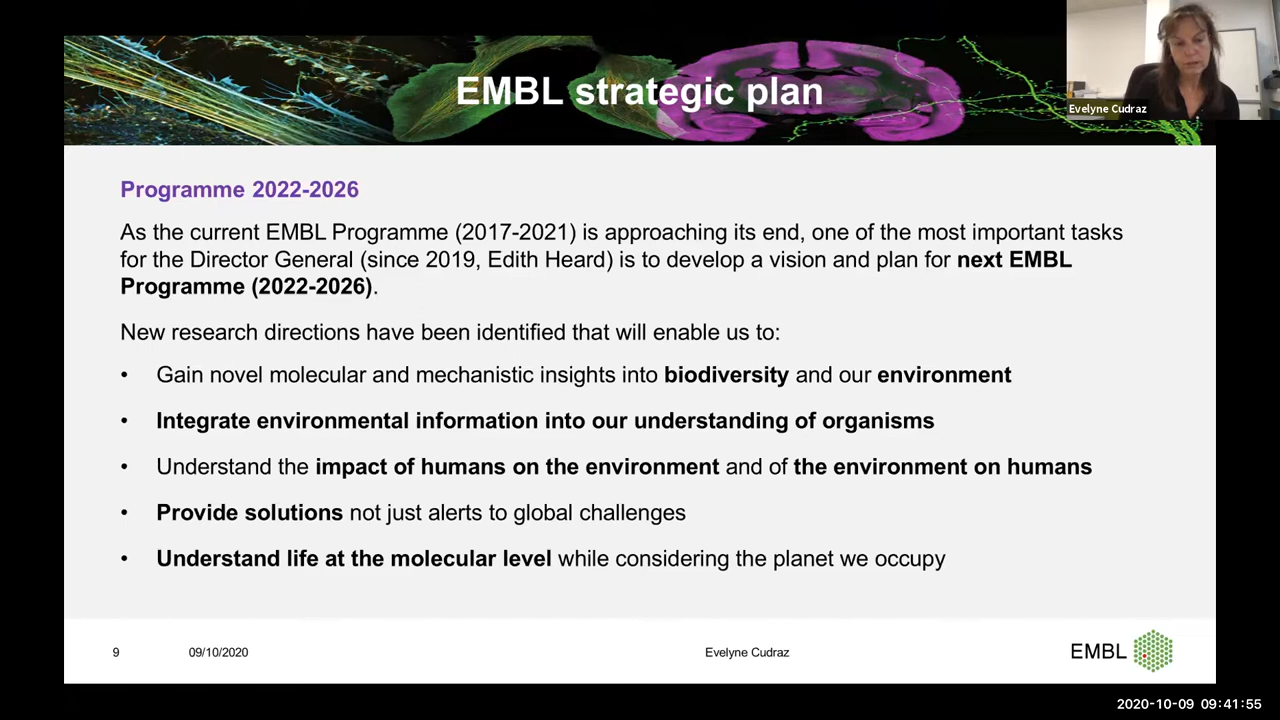 EMBL strategic plan
Evelyne Cudraz
Programme 2022-2026
As the current EMBL Programme (2017-2021) is approaching its end, one of the most important tasks
for the Director General (since 2019, Edith Heard) is to develop a vision and plan for next EMBL
Programme (2022-2026).
New research directions have been identified that will enable us to:
• Gain novel molecular and mechanistic insights into biodiversity and our environment
• Integrate environmental information into our understanding of organisms
• Understand the impact of humans on the environment and of the environment on humans
• Provide solutions not just alerts to global challenges
• Understand life at the molecular level while considering the planet we occupy
9 09/10/2020 Evelyne Cudraz EMBL
2020-10-09 09:41:55